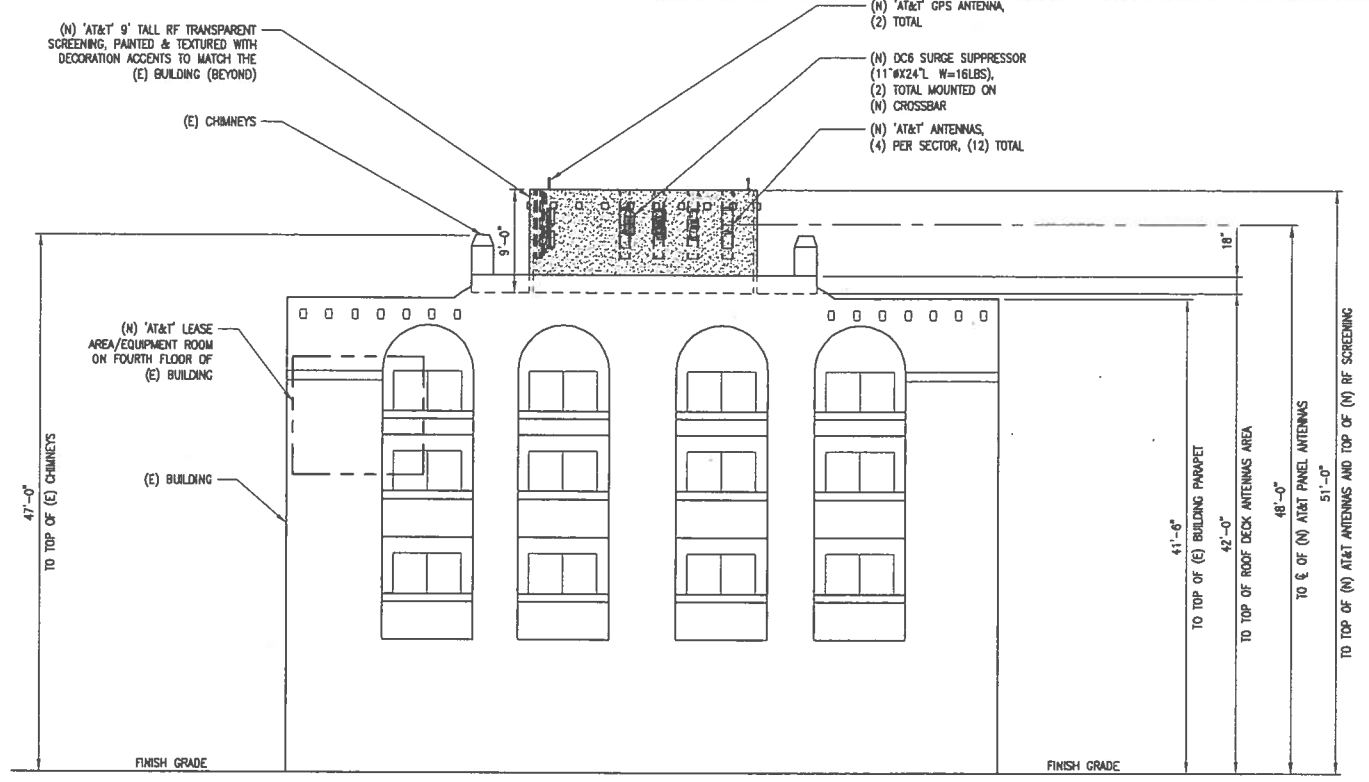 (N) 'AT&T' 9' TALL RF TRANSPARENT
SCREENING, PAINTED & TEXTURED WITH
DECORATION ACCENTS TO MATCH THE
(E) BUILDING (BEYOND)
(E) CHIMNEYS
(N) 'AT&T' GPS ANTENNA,
(2) TOTAL
(N) DC6 SURGE SUPPRESSOR
(11"øX24"L W=16LBS),
(2) TOTAL MOUNTED ON
(N) CROSSBAR
(N) 'AT&T' ANTENNAS,
(4) PER SECTOR, (12) TOTAL
9'-0"
18"
(N) 'AT&T' LEASE
AREA/EQUIPMENT ROOM
ON FOURTH FLOOR OF
(E) BUILDING
(E) BUILDING
47'-0"
TO TOP OF (E) CHIMNEYS
41'-6"
TO TOP OF (E) BUILDING PARAPET
42'-0"
TO TOP OF ROOF DECK ANTENNAS AREA
48'-0"
TO ℄ OF (N) AT&T PANEL ANTENNAS
51'-0"
TO TOP OF (N) AT&T ANTENNAS AND TOP OF (N) RF SCREENING
FINISH GRADE
FINISH GRADE